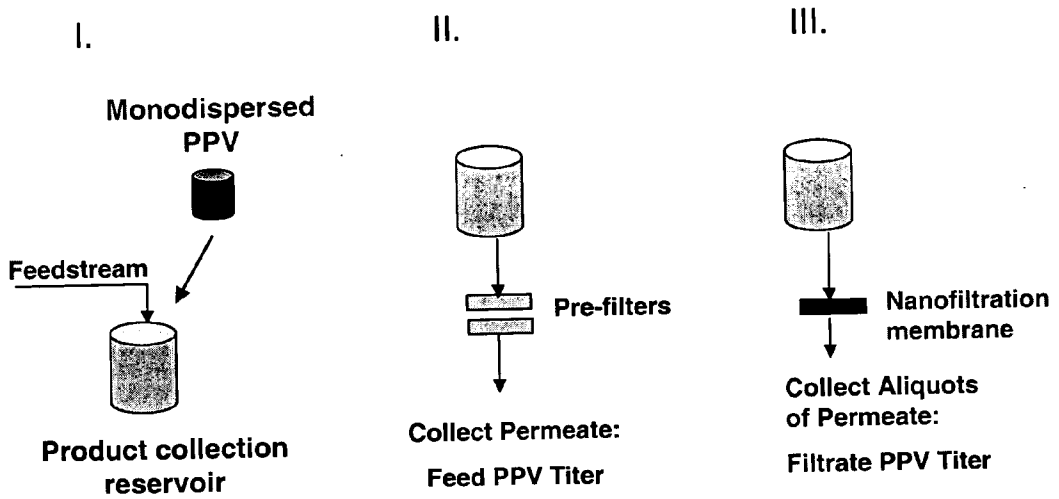 I.
Monodispersed
PPV
Feedstream
Product collection
reservoir
II.
Pre-filters
Collect Permeate:
Feed PPV Titer
III.
Nanofiltration
membrane
Collect Aliquots
of Permeate:
Filtrate PPV Titer